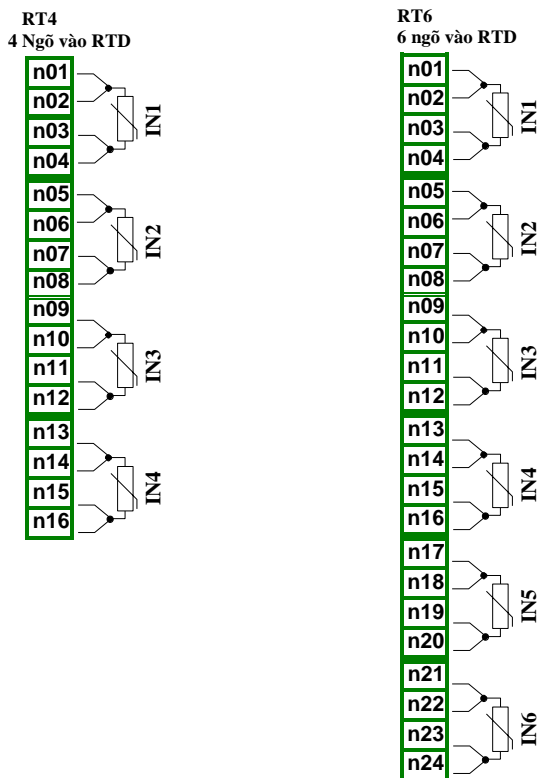 RT4
4 Ngõ vào RTD
n01
n02
n03
n04
IN1
n05
n06
n07
n08
IN2
n09
n10
n11
n12
IN3
n13
n14
n15
n16
IN4
RT6
6 ngõ vào RTD
n01
n02
n03
n04
IN1
n05
n06
n07
n08
IN2
n09
n10
n11
n12
IN3
n13
n14
n15
n16
IN4
n17
n18
n19
n20
IN5
n21
n22
n23
n24
IN6